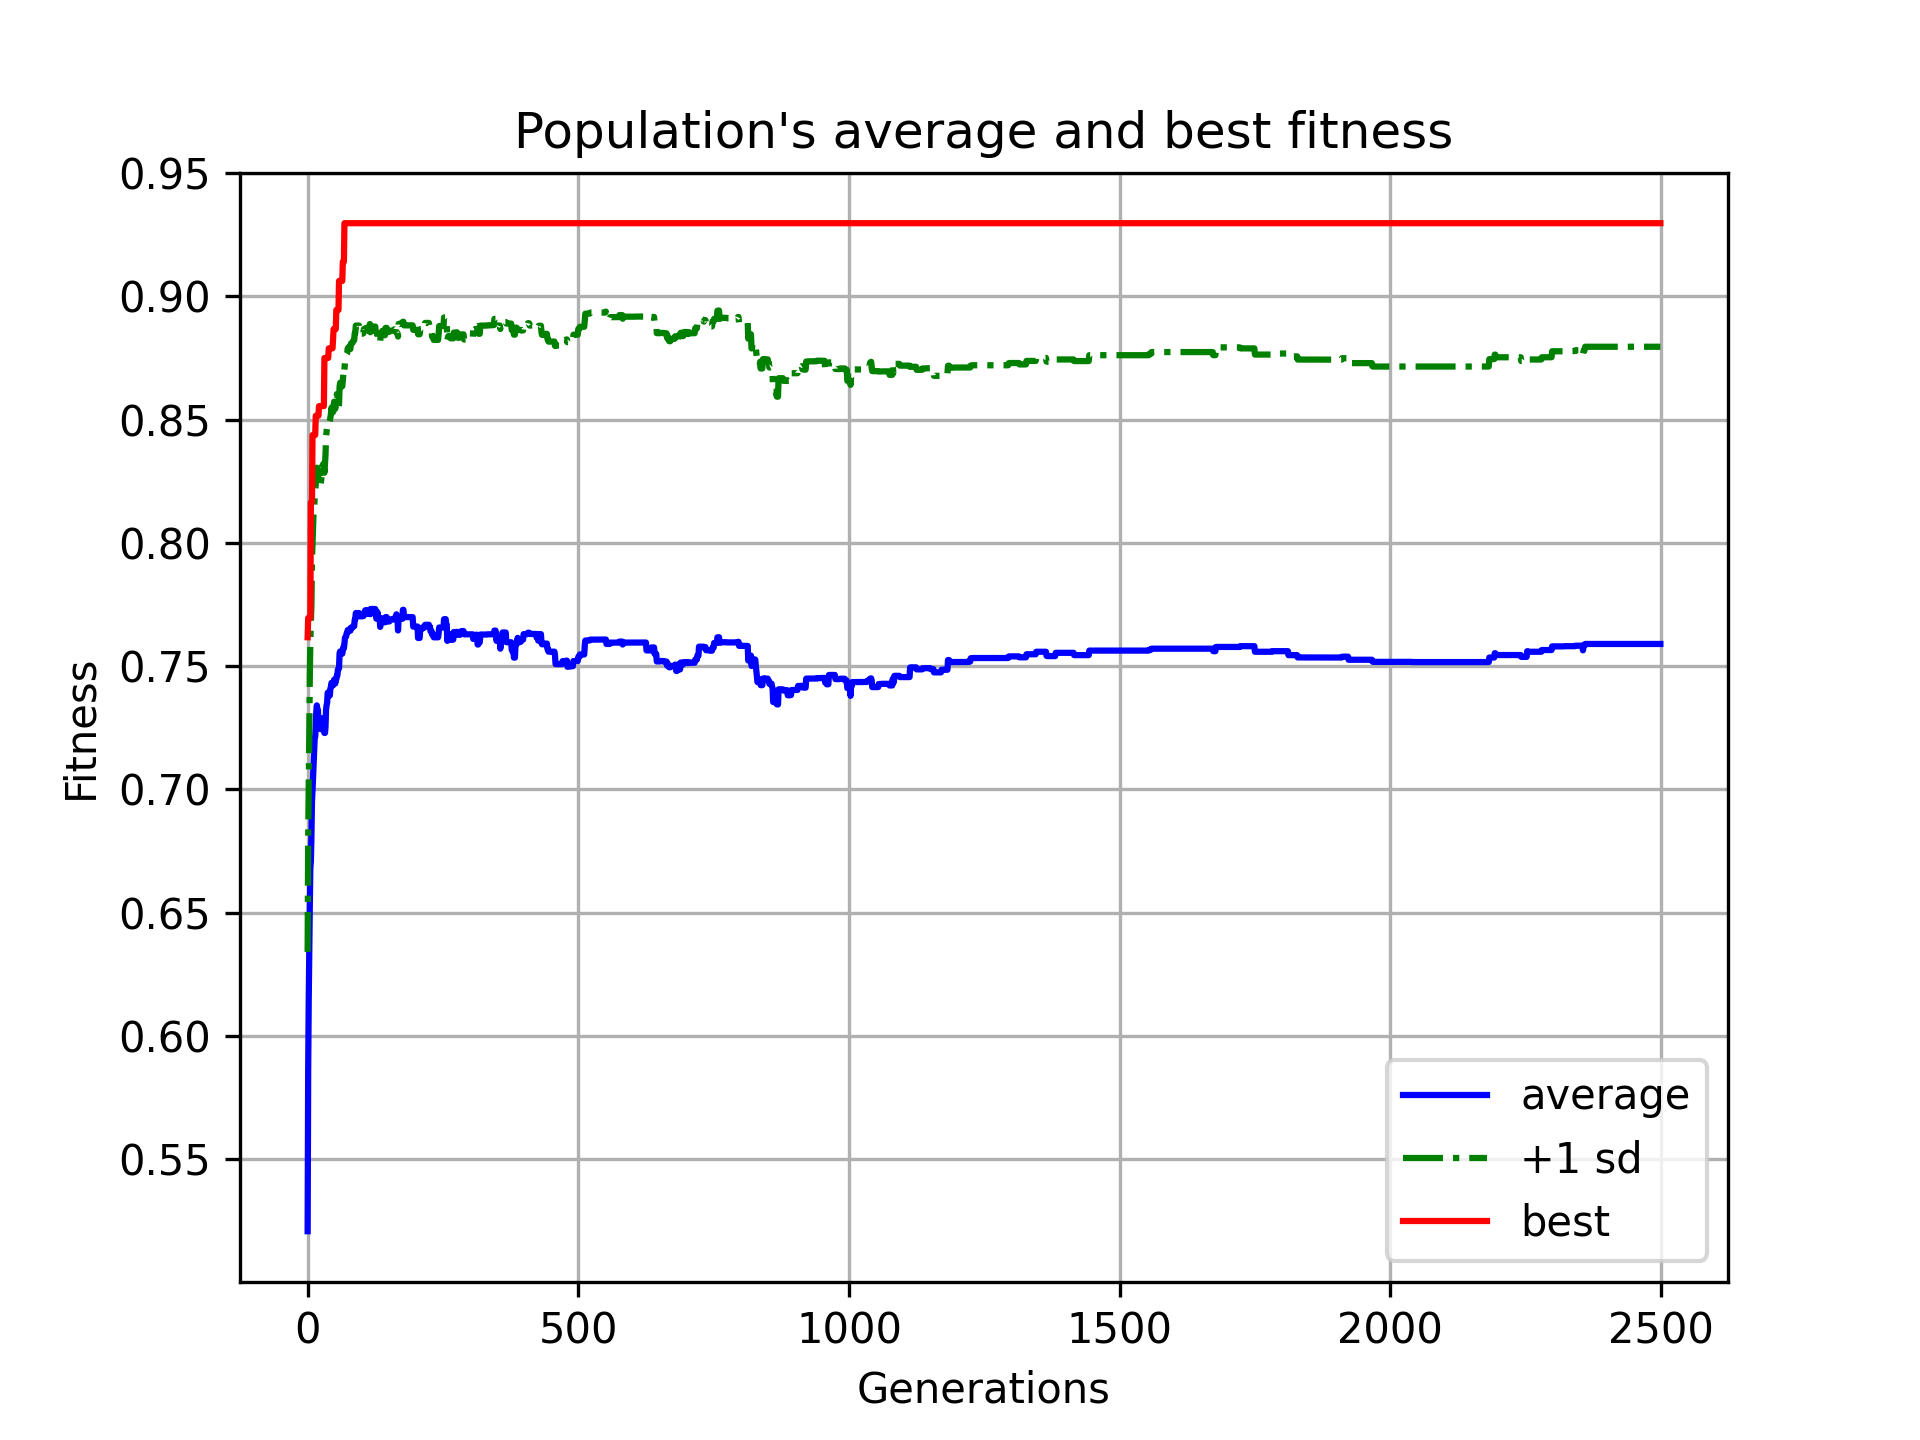 Population's average and best fitness
0.95
0.90
0.85
0.80
0.75
0.70
0.65
0.60
0.55
Fitness
average
+1 sd
best
0 500 1000 1500 2000 2500
Generations